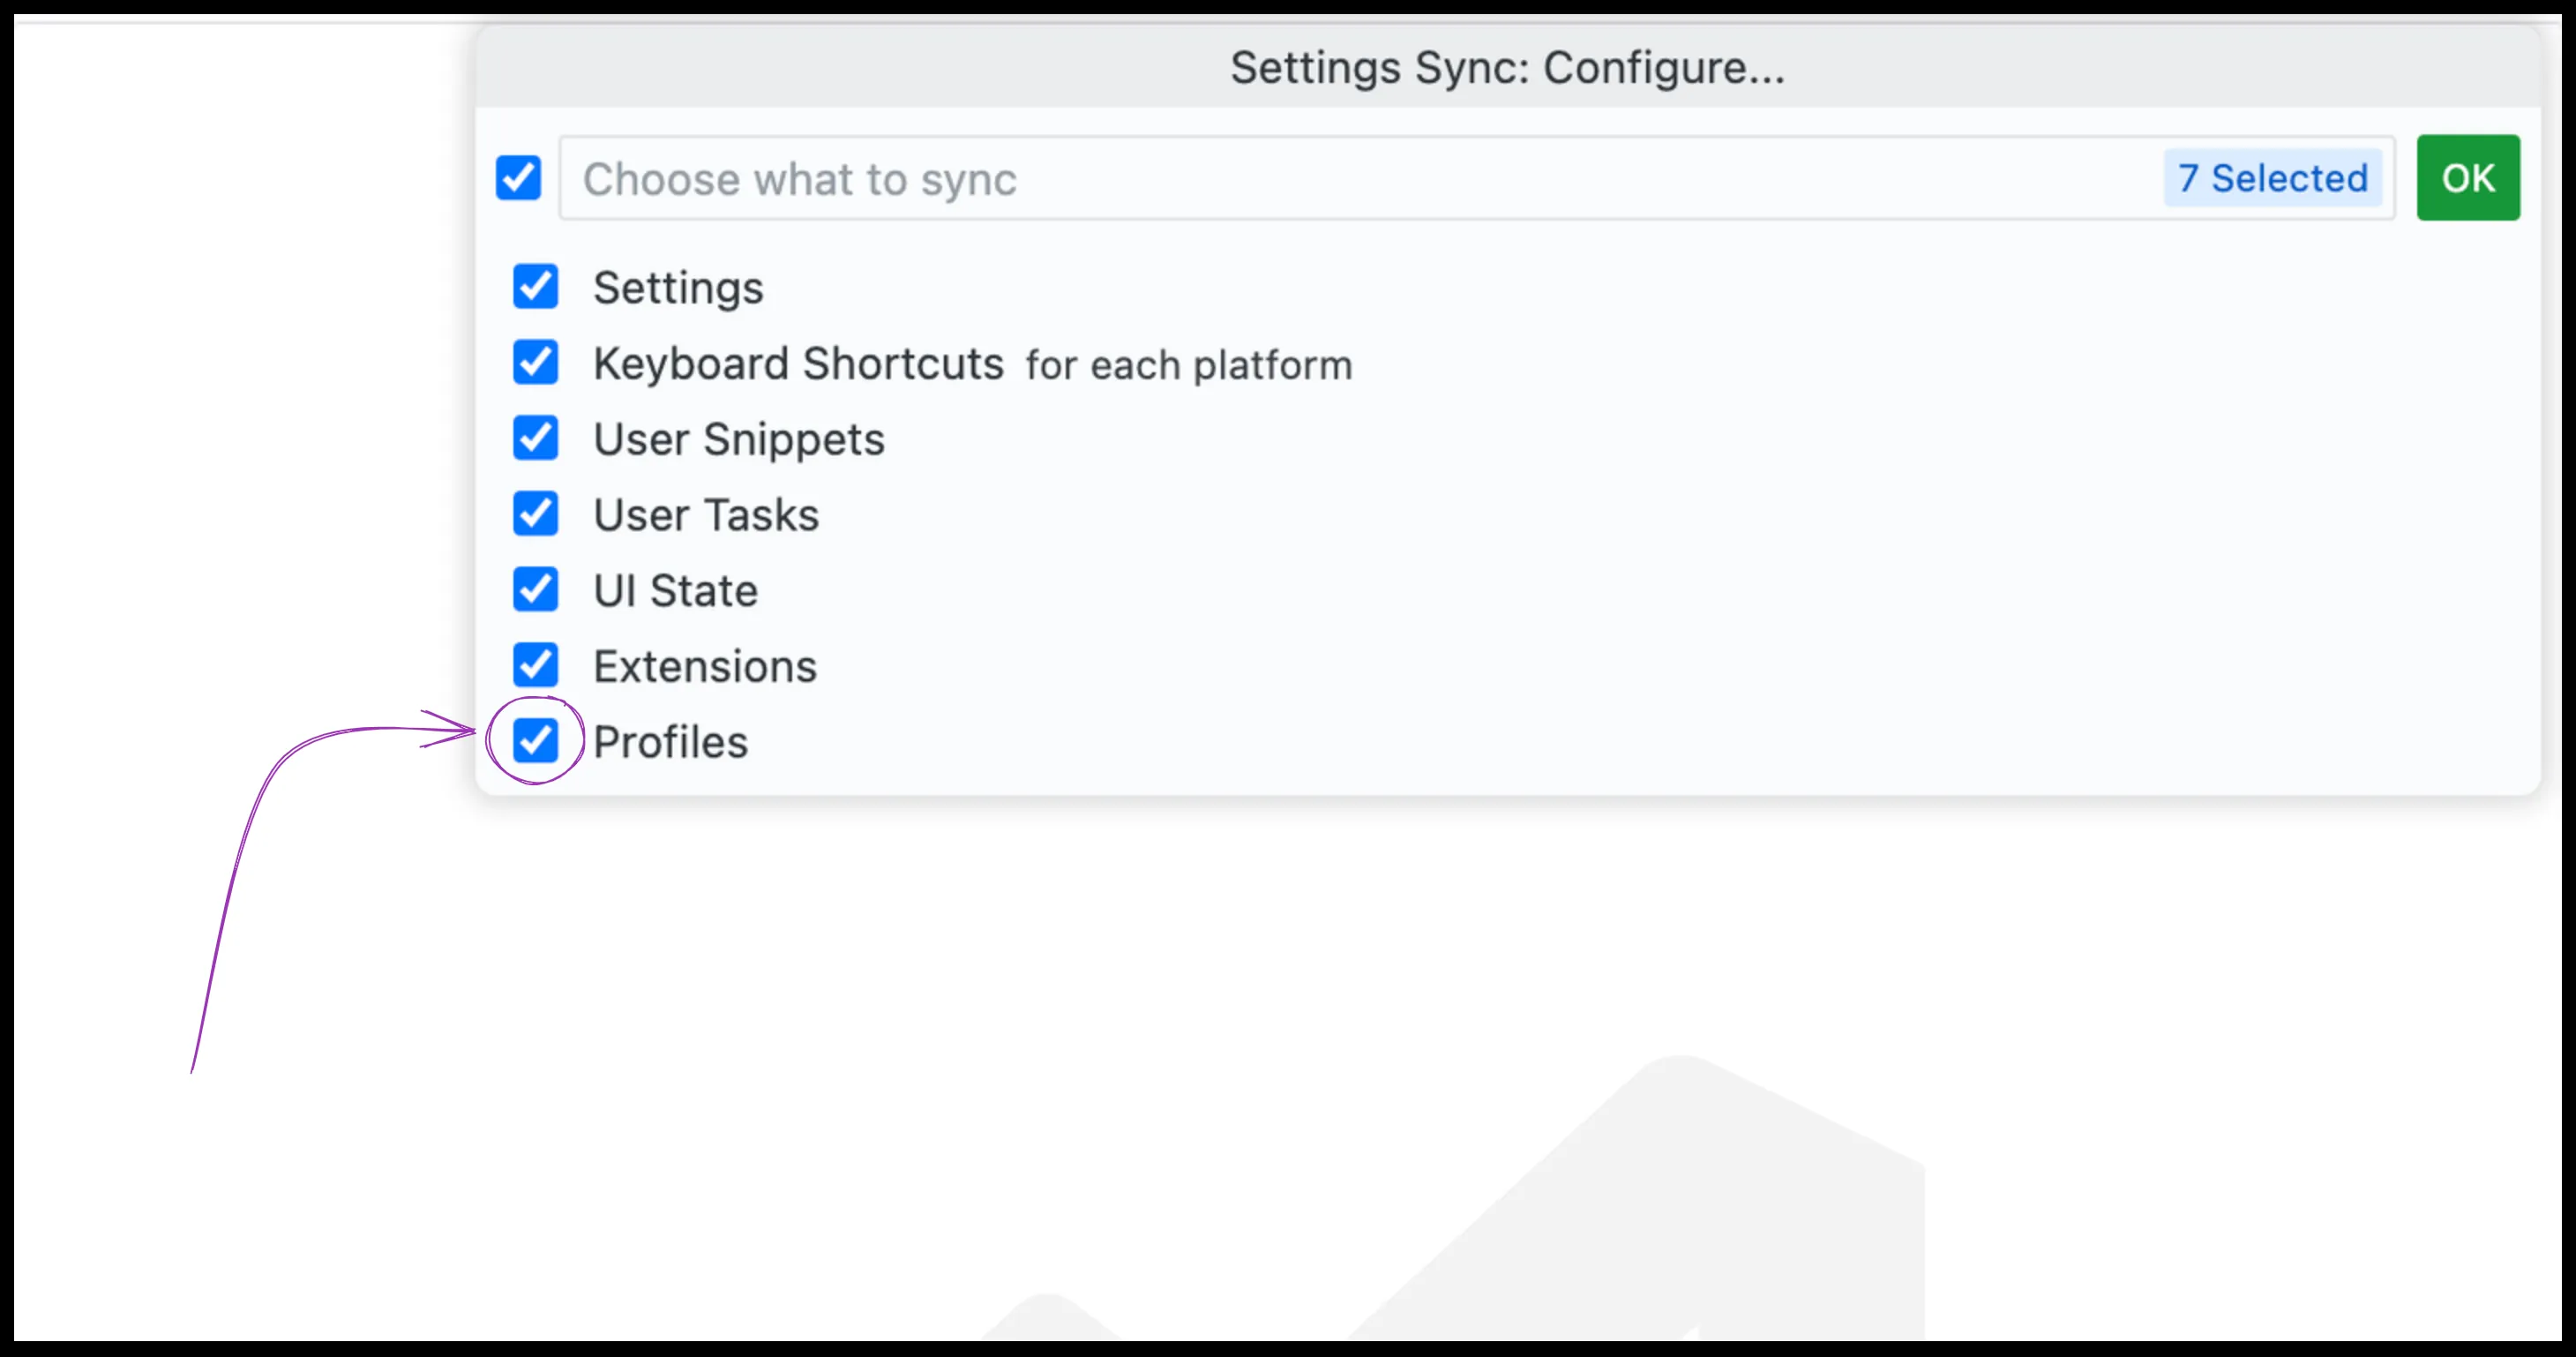 Settings Sync: Configure...
Choose what to sync 7 Selected OK
Settings
Keyboard Shortcuts for each platform
User Snippets
User Tasks
UI State
Extensions
Profiles